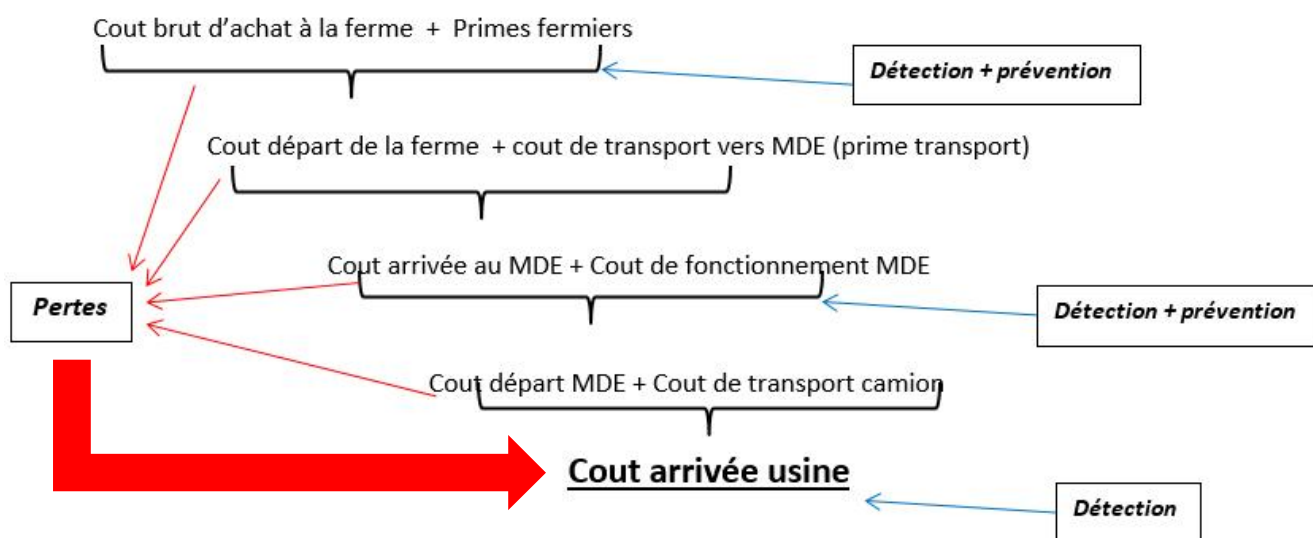 Cout brut d’achat à la ferme + Primes fermiers
Détection + prévention
Cout départ de la ferme + cout de transport vers MDE (prime transport)
Cout arrivée au MDE + Cout de fonctionnement MDE
Pertes
Détection + prévention
Cout départ MDE + Cout de transport camion
Cout arrivée usine
Détection